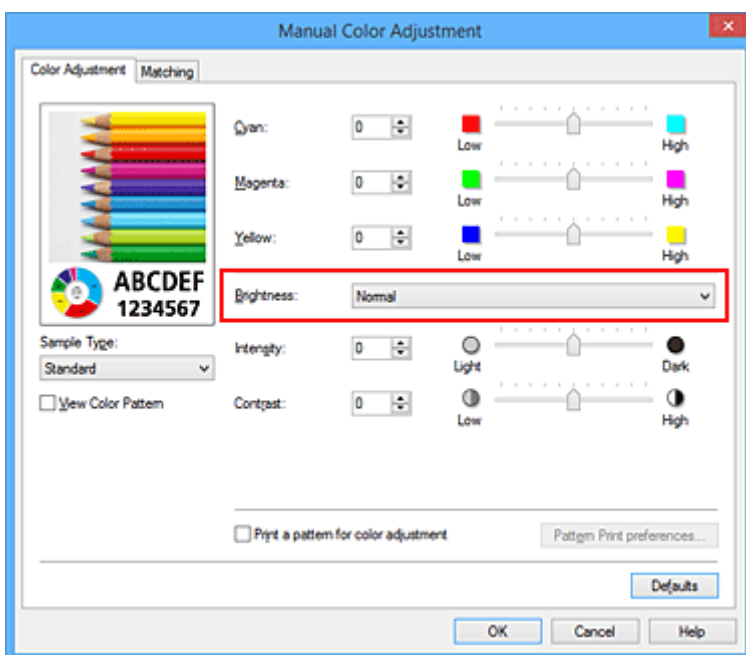 Manual Color Adjustment
Color Adjustment Matching
ABCDEF
1234567
Sample Type:
Standard
View Color Pattern
Cyan: 0 Low High
Magenta: 0 Low High
Yellow: 0 Low High
Brightness: Normal
Intensity: 0 Light Dark
Contrast: 0 Low High
Print a pattern for color adjustment Pattern Print preferences...
Defaults
OK Cancel Help